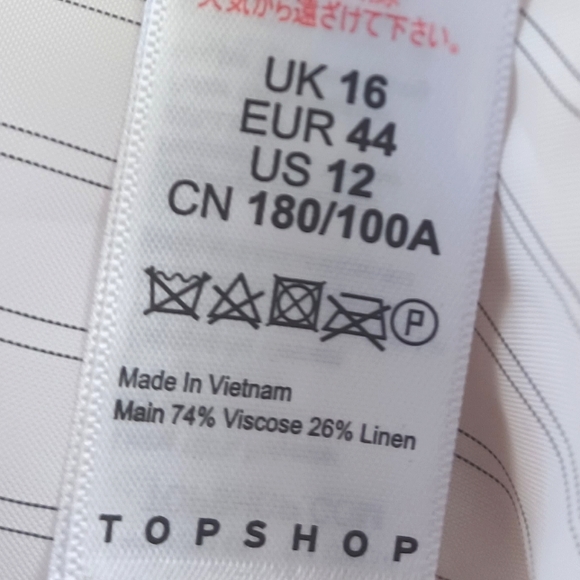 火気から遠ざけて下さい。
UK 16
EUR 44
US 12
CN 180/100A
P
Made In Vietnam
Main 74% Viscose 26% Linen
TOPSHOP